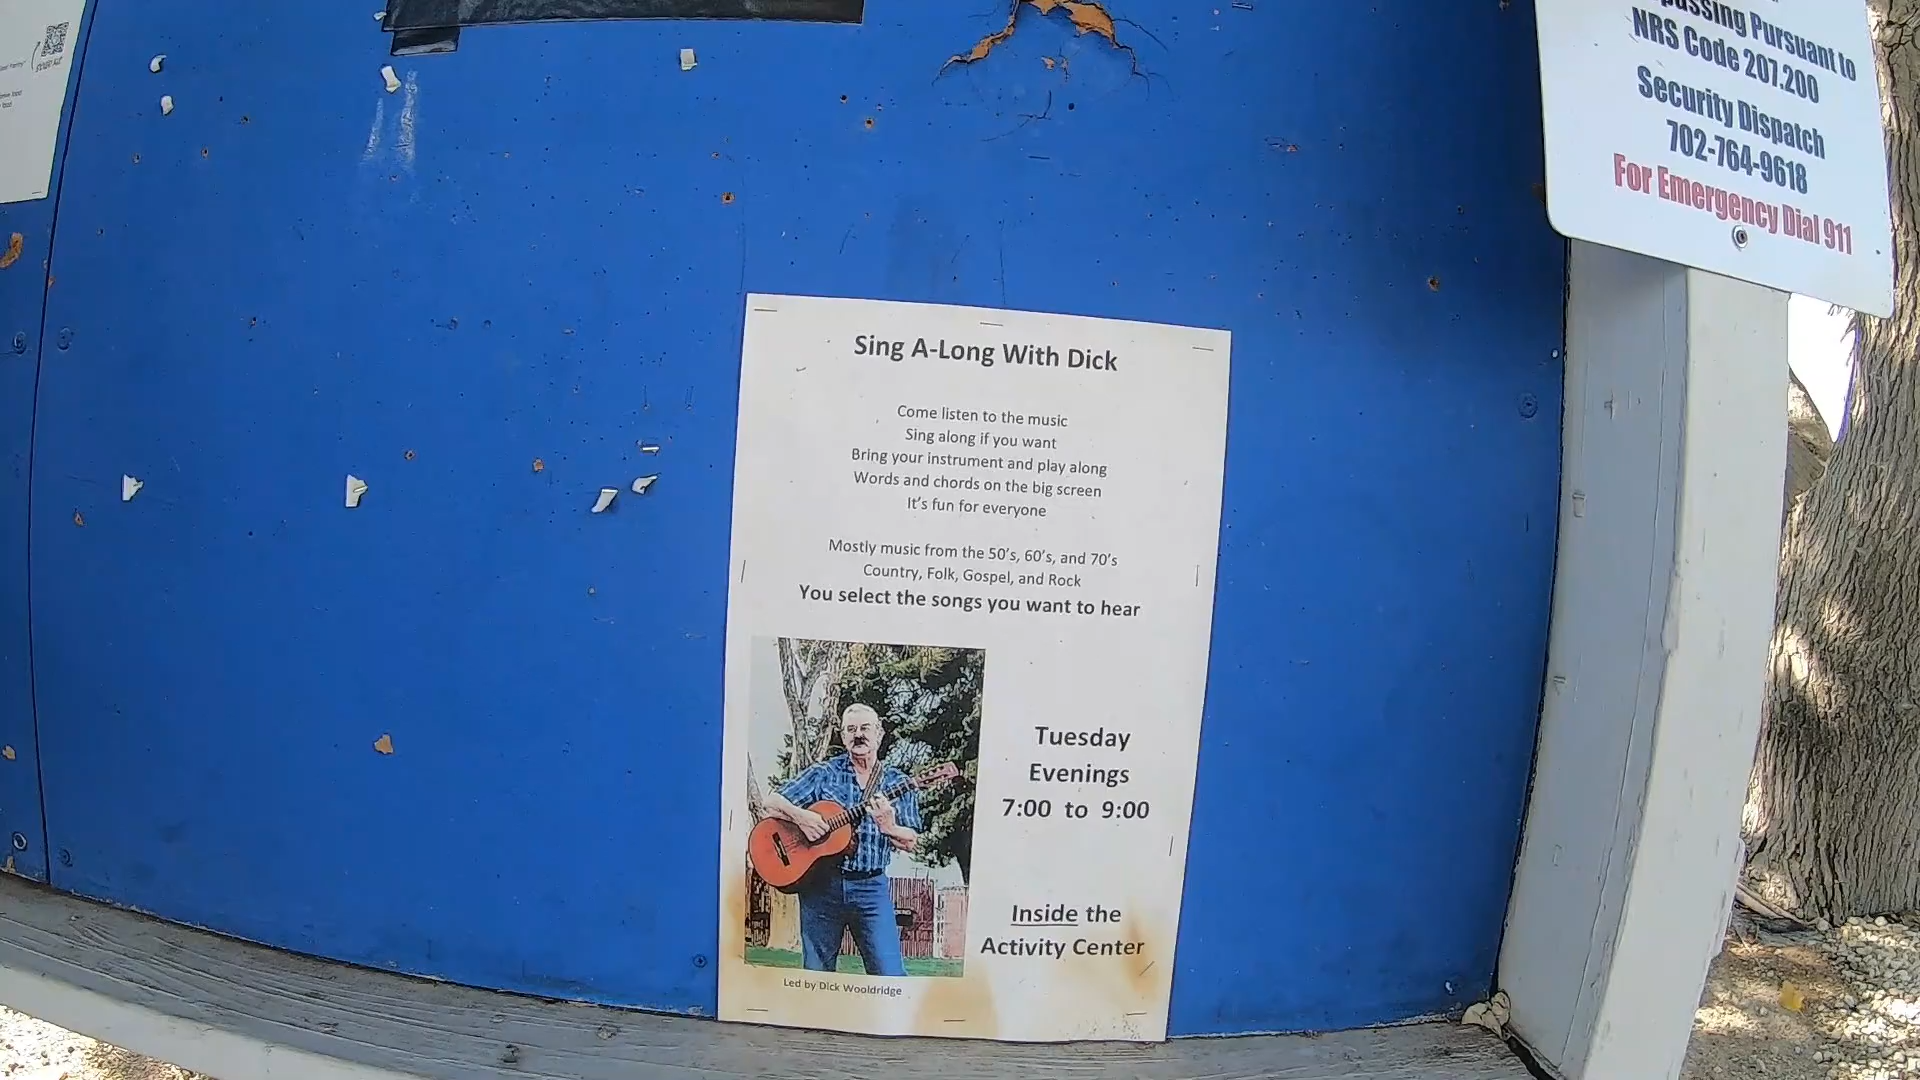 Sing A-Long With Dick
Come listen to the music
Sing along if you want
Bring your instrument and play along
Words and chords on the big screen
It's fun for everyone
Mostly music from the 50's, 60's, and 70's
Country, Folk, Gospel, and Rock
You select the songs you want to hear
Tuesday
Evenings
7:00 to 9:00
Inside the
Activity Center
Led by Dick Wooldridge
Pursuant to
NRS Code 207.200
Security Dispatch
702-764-9618
For Emergency Dial 911